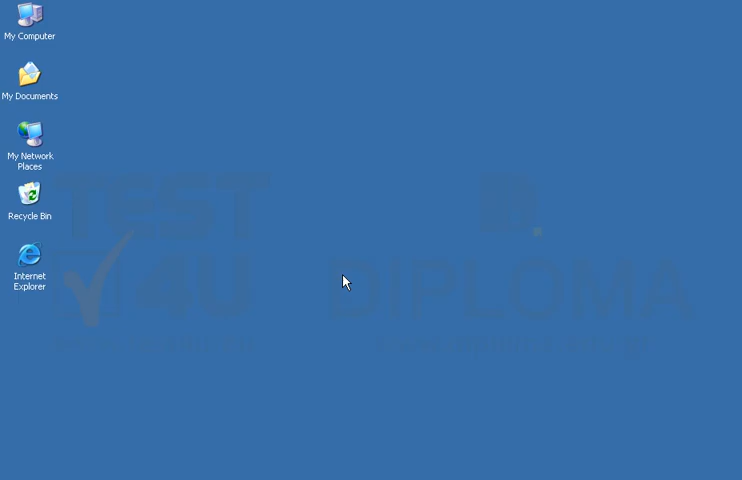 My Computer
My Documents
My Network
Places
Recycle Bin
Internet
Explorer
TEST
4U
DIPLOMA